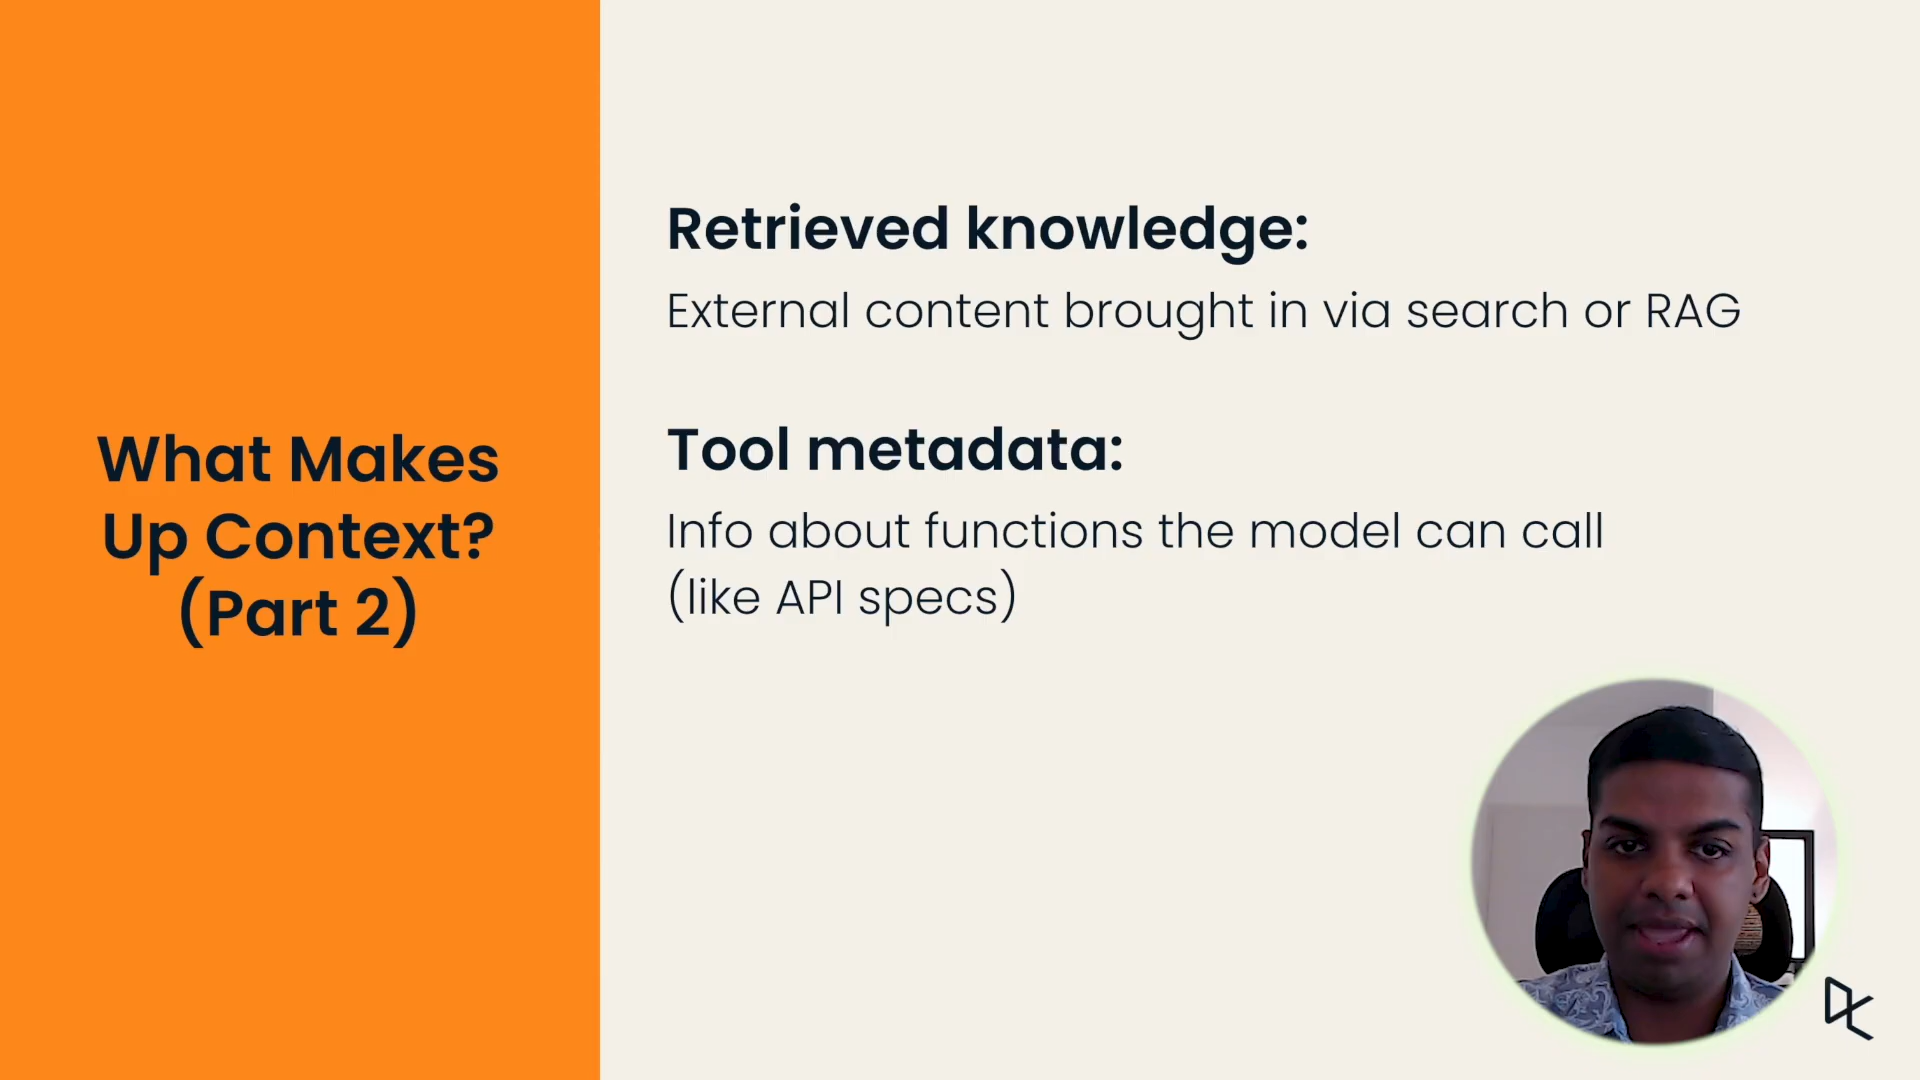 What Makes
Up Context?
(Part 2)
Retrieved knowledge:
External content brought in via search or RAG
Tool metadata:
Info about functions the model can call
(like API specs)